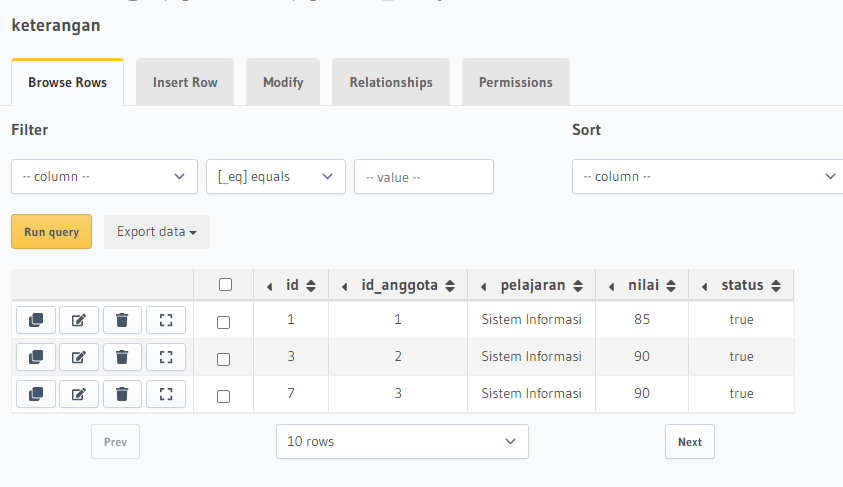 keterangan
Browse Rows Insert Row Modify Relationships Permissions
Filter Sort
-- column -- [_eq] equals -- value -- -- column --
Run query Export data
id id_anggota pelajaran nilai status
1 1 Sistem Informasi 85 true
3 2 Sistem Informasi 90 true
7 3 Sistem Informasi 90 true
Prev 10 rows Next